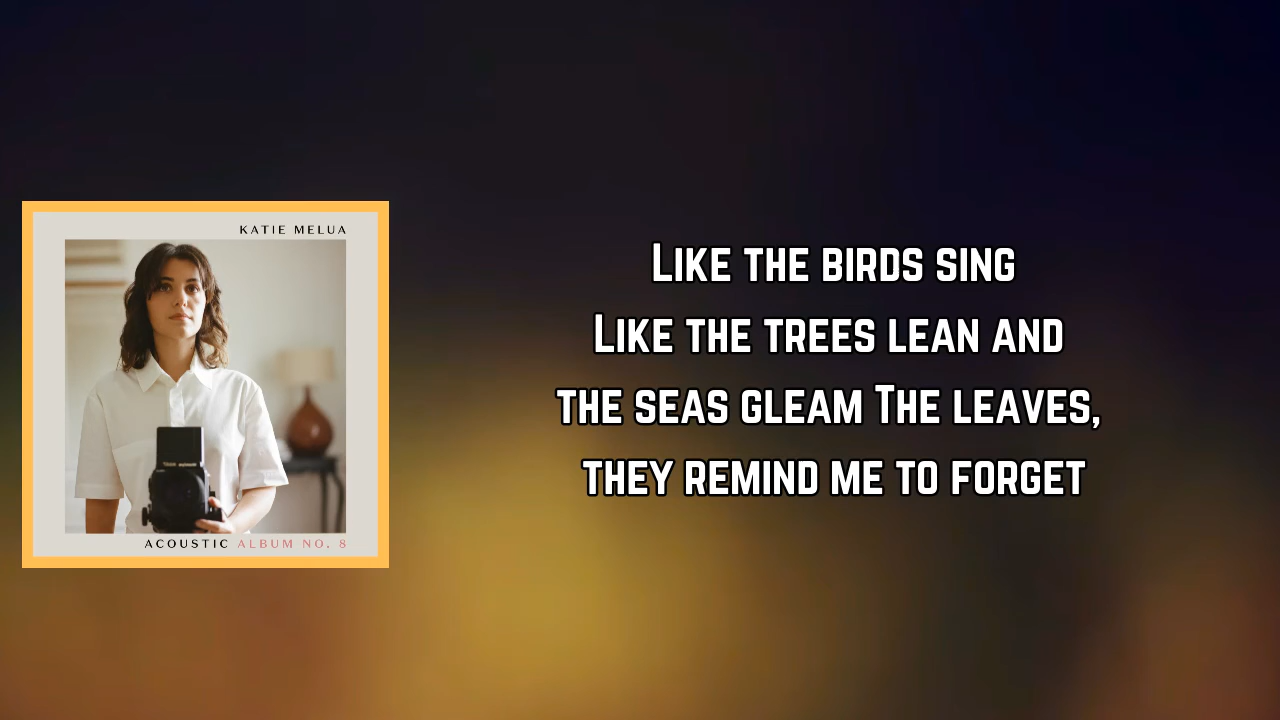 KATIE MELUA
ACOUSTIC ALBUM NO. 8
Like the birds sing
Like the trees lean and
the seas gleam The leaves,
they remind me to forget